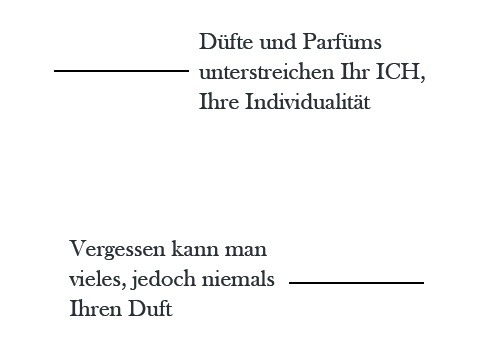 Düfte und Parfüms
unterstreichen Ihr ICH,
Ihre Individualität
Vergessen kann man
vieles, jedoch niemals
Ihren Duft